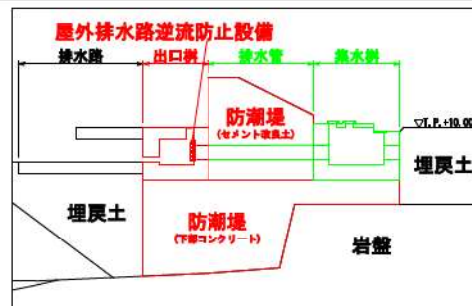 屋外排水路逆流防止設備
排水路
出口桝
排水管
集水桝
防潮堤
(セメント改良土)
▽T.P.+10.00
埋戻土
埋戻土
防潮堤
(下部コンクリート)
岩盤